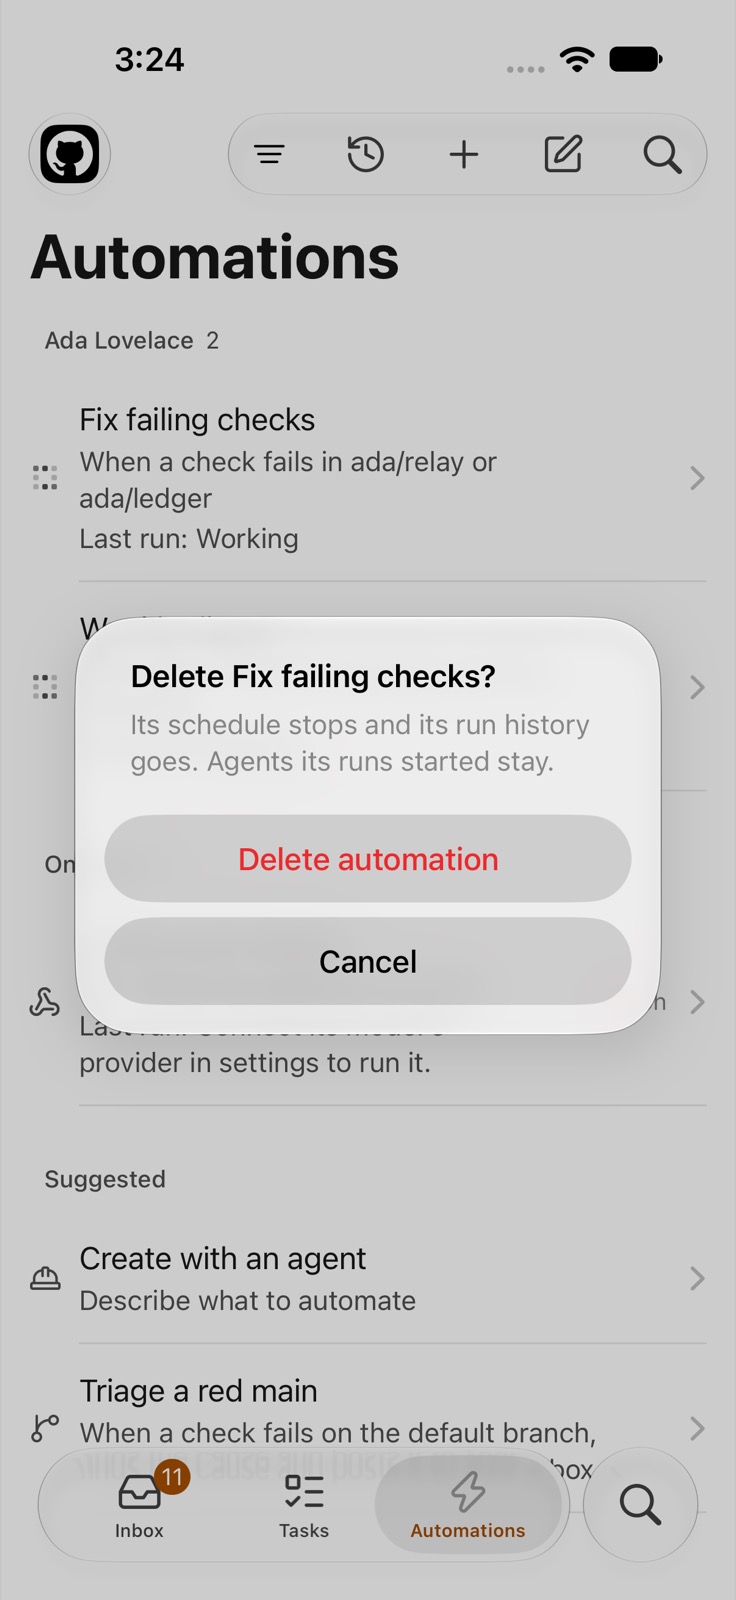 3:24
Automations
Ada Lovelace 2
Fix failing checks
When a check fails in ada/relay or
ada/ledger
Last run: Working
Delete Fix failing checks?
Its schedule stops and its run history
goes. Agents its runs started stay.
Delete automation
Cancel
provider in settings to run it.
Suggested
Create with an agent
Describe what to automate
Triage a red main
When a check fails on the default branch,
11
Inbox
Tasks
Automations